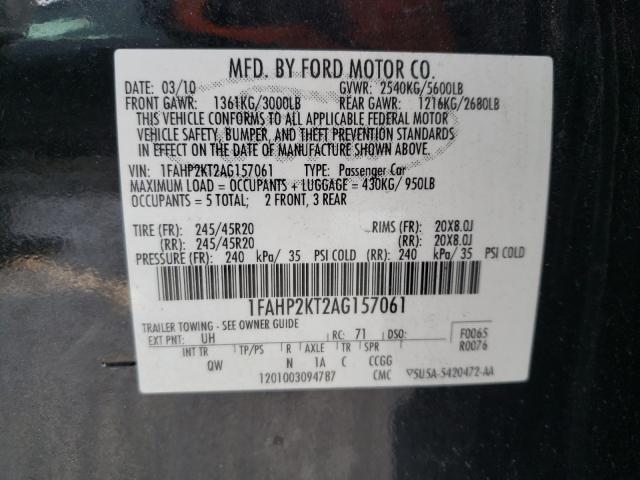 MFD. BY FORD MOTOR CO.
DATE: 03/10 GVWR: 2540KG/5600LB
FRONT GAWR: 1361KG/3000LB REAR GAWR: 1216KG/2680LB
THIS VEHICLE CONFORMS TO ALL APPLICABLE FEDERAL MOTOR
VEHICLE SAFETY, BUMPER, AND THEFT PREVENTION STANDARDS
IN EFFECT ON THE DATE OF MANUFACTURE SHOWN ABOVE.
VIN: 1FAHP2KT2AG157061 TYPE: Passenger Car
MAXIMUM LOAD = OCCUPANTS + LUGGAGE = 430KG/ 950LB
OCCUPANTS = 5 TOTAL; 2 FRONT, 3 REAR
TIRE (FR): 245/45R20 RIMS (FR): 20X8.0J
(RR): 245/45R20 (RR): 20X8.0J
PRESSURE (FR): 240 kPa/ 35 PSI COLD (RR): 240 kPa/ 35 PSI COLD
1FAHP2KT2AG157061
TRAILER TOWING - SEE OWNER GUIDE
EXT PNT: UH RC: 71 DSO: F0065
R0076
INT TR TP/PS R AXLE TR SPR
QW N 1A C CCGG
1201003094787 CMC 5U5A-5420472-AA